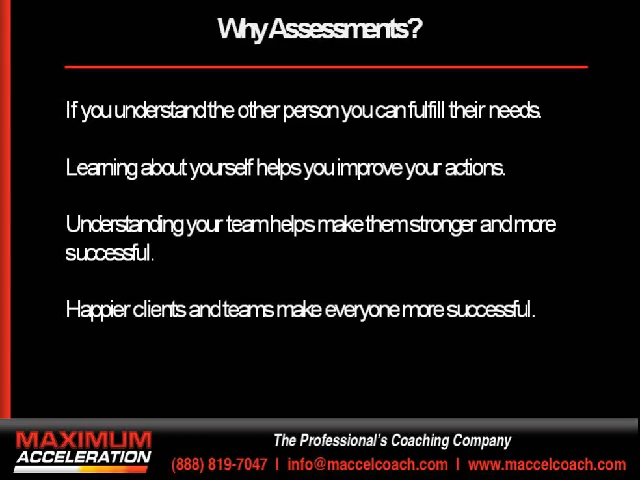 Why Assessments?
If you understand the other person you can fulfill their needs.
Learning about yourself helps you improve your actions.
Understanding your team helps make them stronger and more
successful.
Happier clients and teams make everyone more successful.
MAXIMUM
ACCELERATION
The Professional's Coaching Company
(888) 819-7047 | info@maccelcoach.com | www.maccelcoach.com